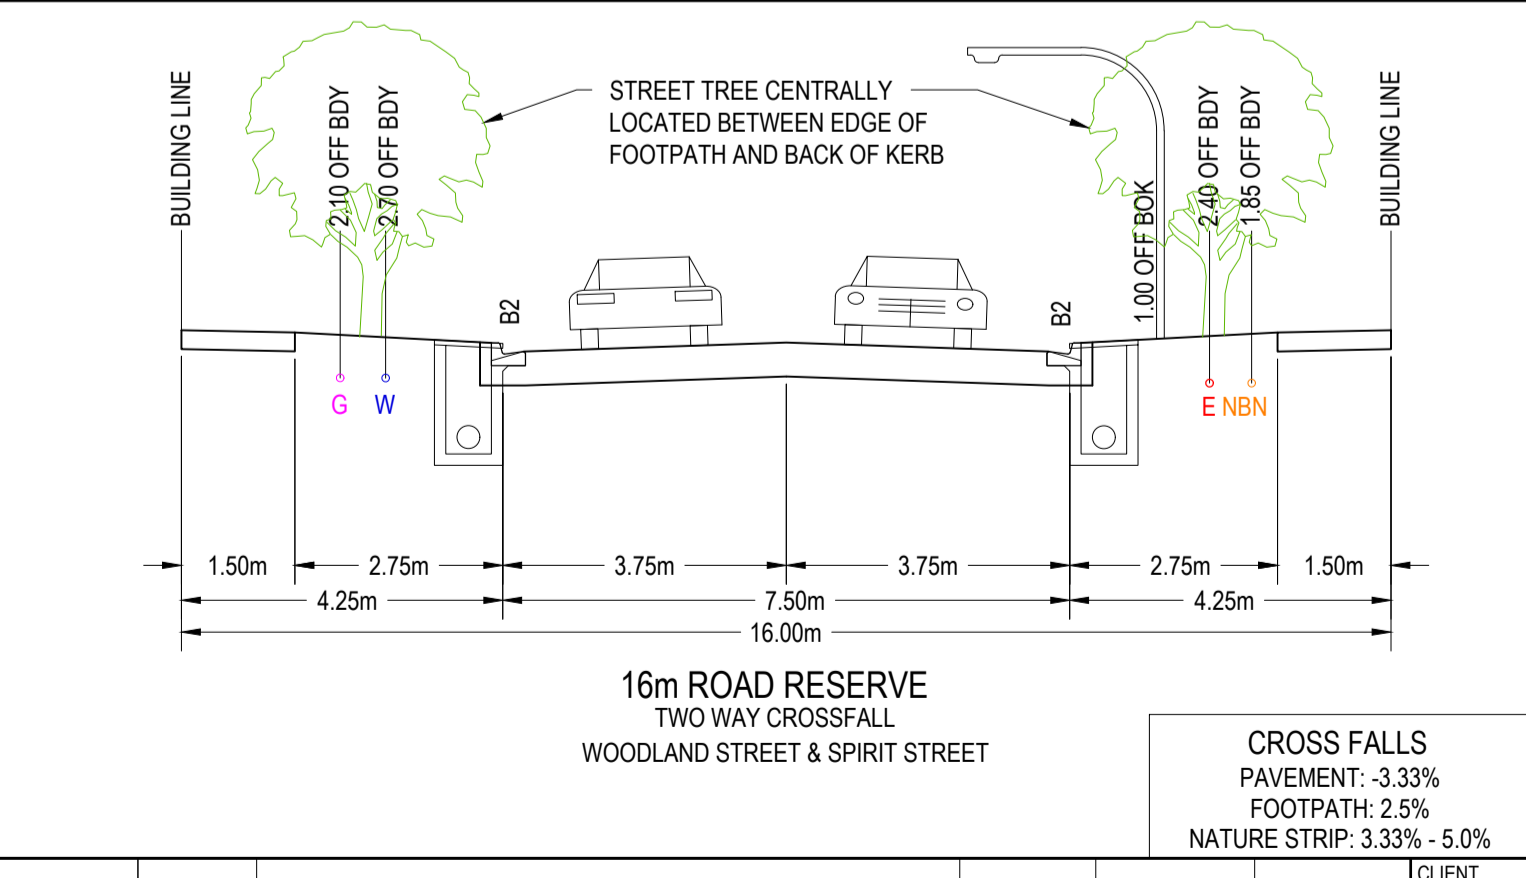 BUILDING LINE
2.10 OFF BDY
2.70 OFF BDY
STREET TREE CENTRALLY
LOCATED BETWEEN EDGE OF
FOOTPATH AND BACK OF KERB
1.00 OFF BOK
2.40 OFF BDY
1.85 OFF BDY
BUILDING LINE
B2
B2
G
W
E
NBN
1.50m
2.75m
3.75m
3.75m
2.75m
1.50m
4.25m
7.50m
4.25m
16.00m
16m ROAD RESERVE
TWO WAY CROSSFALL
WOODLAND STREET & SPIRIT STREET
CROSS FALLS
PAVEMENT: -3.33%
FOOTPATH: 2.5%
NATURE STRIP: 3.33% - 5.0%
CLIENT